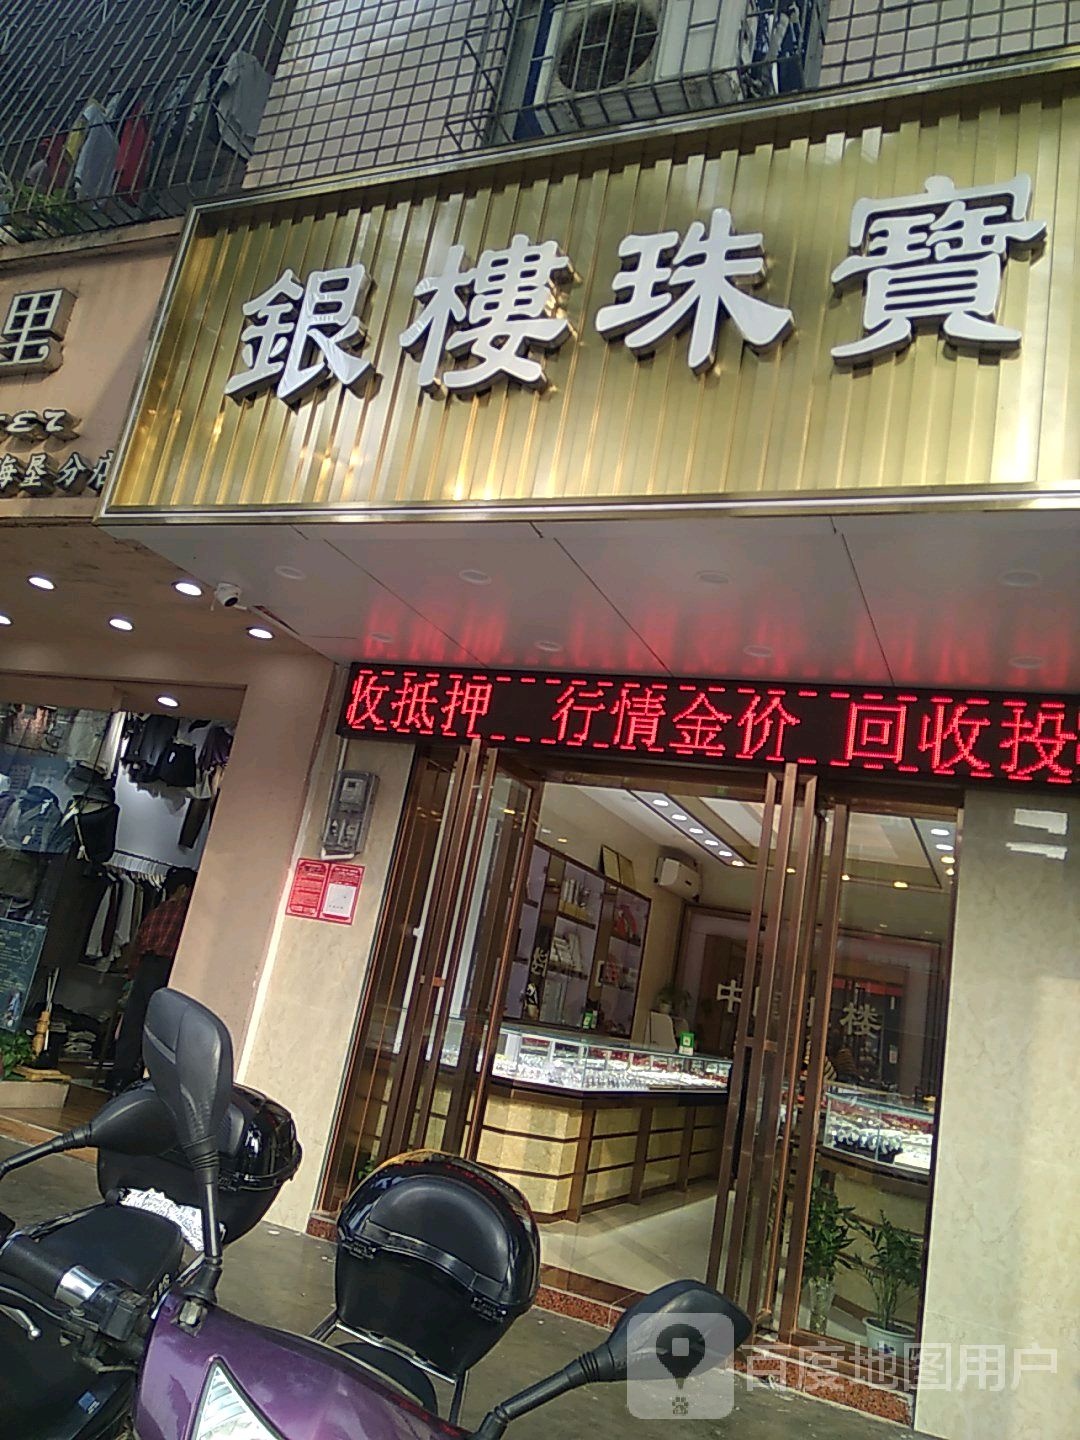 銀樓珠寶
里
海垦分店
收抵押 行情金价 回收投
中 楼
百度地图用户